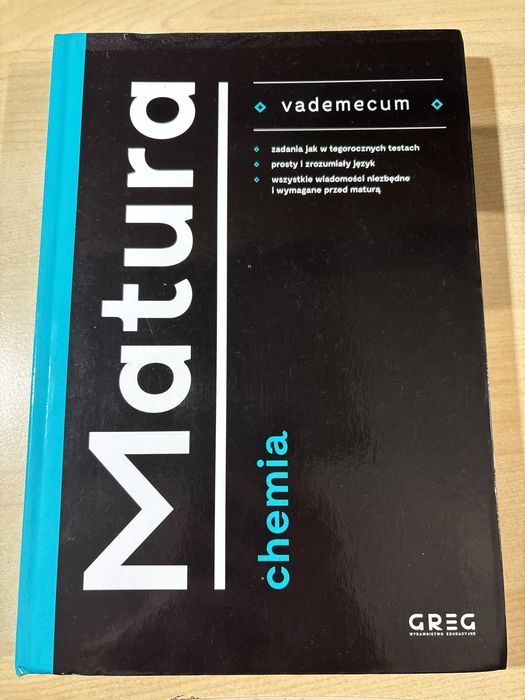 Matura
vademecum
zadania jak w tegorocznych testach
prosty i zrozumiały język
wszystkie wiadomości niezbędne
i wymagane przed maturą
chemia
GREG
WYDAWNICTWO EDUKACYJNE